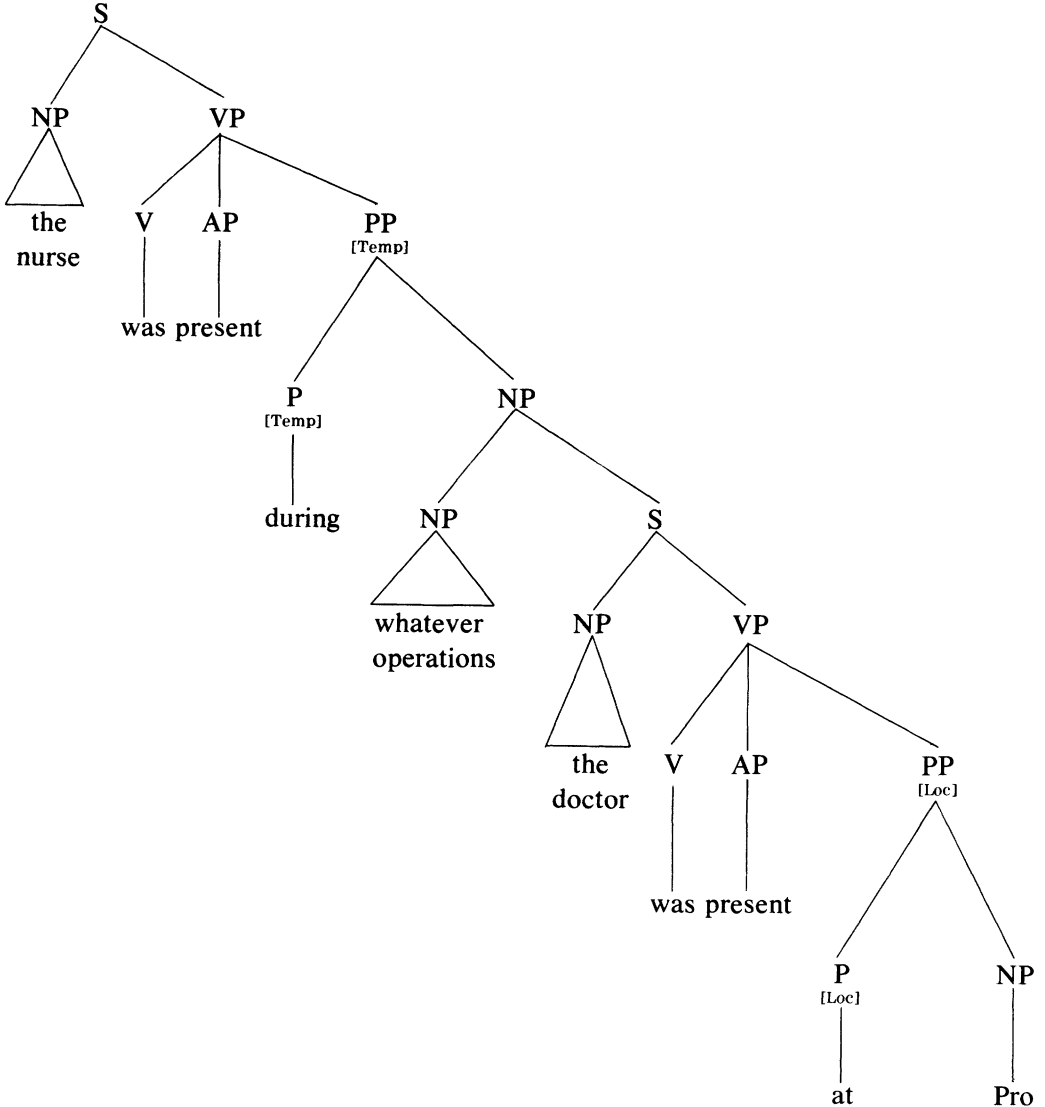 S
NP VP
the
nurse
V AP PP
[Temp]
was present
P NP
[Temp]
during
NP S
whatever
operations
NP VP
the
doctor
V AP PP
[Loc]
was present
P NP
[Loc]
at Pro